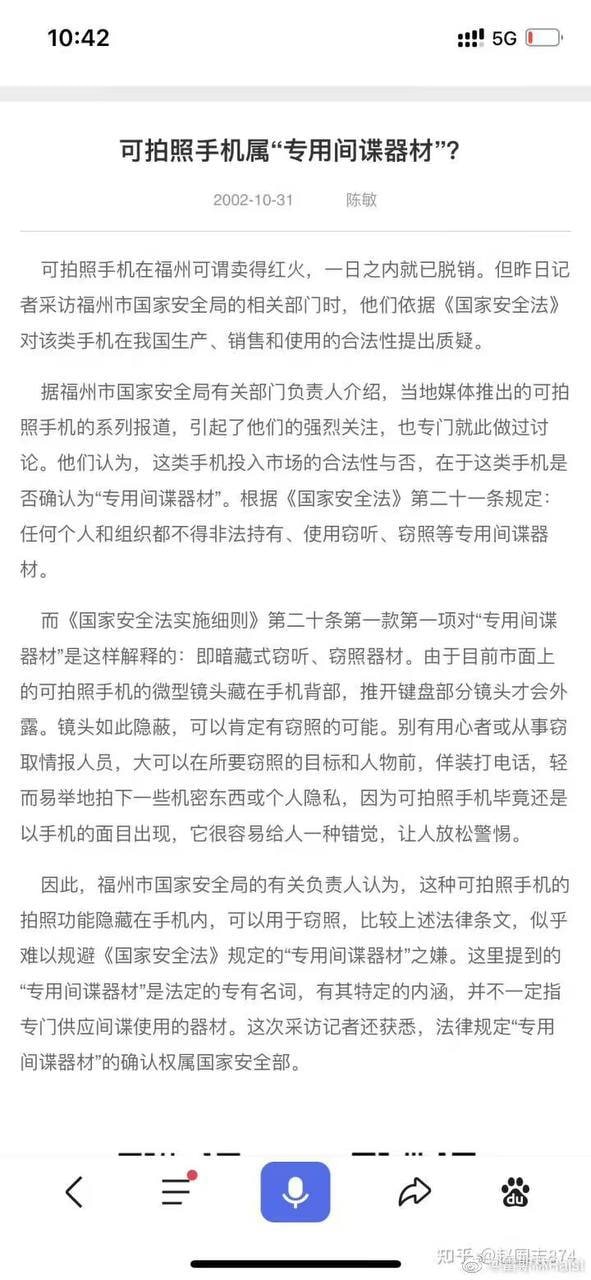 10:42
5G
可拍照手机属“专用间谍器材”？
2002-10-31 陈敏
可拍照手机在福州可谓卖得红火，一日之内就已脱销。但昨日记
者采访福州市国家安全局的相关部门时，他们依据《国家安全法》
对该类手机在我国生产、销售和使用的合法性提出质疑。
据福州市国家安全局有关部门负责人介绍，当地媒体推出的可拍
照手机的系列报道，引起了他们的强烈关注，也专门就此做过讨
论。他们认为，这类手机投入市场的合法性与否，在于这类手机是
否确认为“专用间谍器材”。根据《国家安全法》第二十一条规定：
任何个人和组织都不得非法持有、使用窃听、窃照等专用间谍器
材。
而《国家安全法实施细则》第二十条第一款第一项对“专用间谍
器材”是这样解释的：即暗藏式窃听、窃照器材。由于目前市面上
的可拍照手机的微型镜头藏在手机背部，推开键盘部分镜头才会外
露。镜头如此隐蔽，可以肯定有窃照的可能。别有用心者或从事窃
取情报人员，大可以在所要窃照的目标和人物前，佯装打电话，轻
而易举地拍下一些机密东西或个人隐私，因为可拍照手机毕竟还是
以手机的面目出现，它很容易给人一种错觉，让人放松警惕。
因此，福州市国家安全局的有关负责人认为，这种可拍照手机的
拍照功能隐藏在手机内，可以用于窃照，比较上述法律条文，似乎
难以规避《国家安全法》规定的“专用间谍器材”之嫌。这里提到的
“专用间谍器材”是法定的专有名词，有其特定的内涵，并不一定指
专门供应间谍使用的器材。这次采访记者还获悉，法律规定“专用
间谍器材”的确认权属国家安全部。
du
知乎